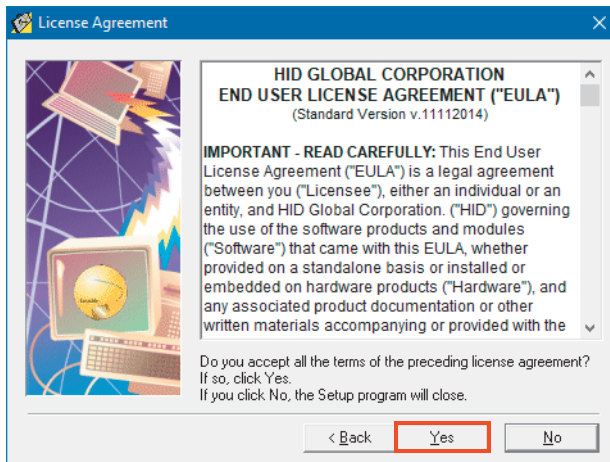 License Agreement
HID GLOBAL CORPORATION
END USER LICENSE AGREEMENT ("EULA")
(Standard Version v.11112014)
IMPORTANT - READ CAREFULLY: This End User
License Agreement ("EULA") is a legal agreement
between you ("Licensee"), either an individual or an
entity, and HID Global Corporation. ("HID") governing
the use of the software products and modules
("Software") that came with this EULA, whether
provided on a standalone basis or installed or
embedded on hardware products ("Hardware"), and
any associated product documentation or other
written materials accompanying or provided with the
Do you accept all the terms of the preceding license agreement?
If so, click Yes.
If you click No, the Setup program will close.
< Back
Yes
No